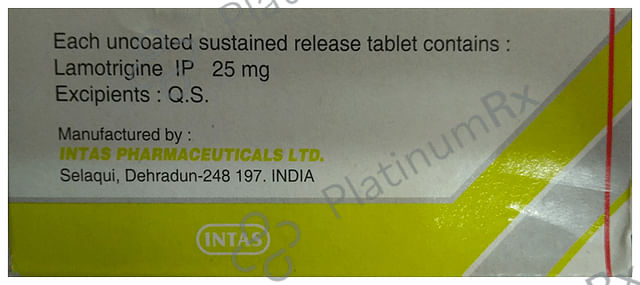 Each uncoated sustained release tablet contains :
Lamotrigine IP 25 mg
Excipients : Q.S.
Manufactured by :
INTAS PHARMACEUTICALS LTD.
Selaqui, Dehradun-248 197. INDIA
INTAS
PlatinumRx